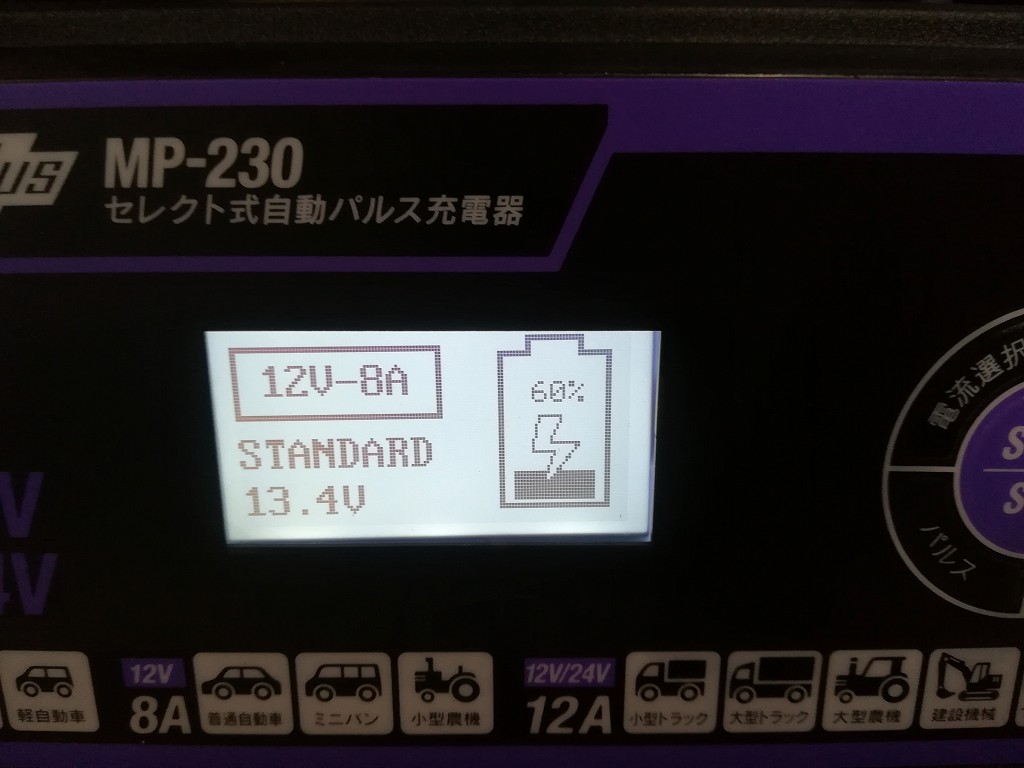 MP-230
セレクト式自動パルス充電器
12V-8A
60%
STANDARD
13.4V
電流選択
パルス
軽自動車
12V
8A
普通自動車
ミニバン
小型農機
12V/24V
12A
小型トラック
大型トラック
大型農機
建設機械